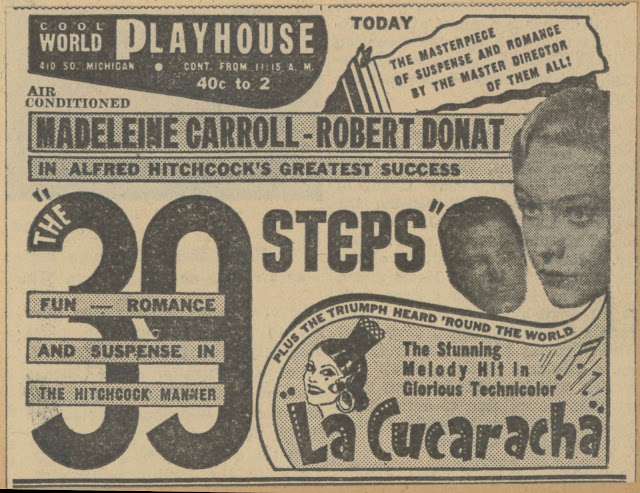 COOL
WORLD PLAYHOUSE
410 SO. MICHIGAN • CONT. FROM 11:15 A. M.
40c to 2
AIR
CONDITIONED
TODAY
THE MASTERPIECE
OF SUSPENSE AND ROMANCE
BY THE MASTER DIRECTOR
OF THEM ALL!
MADELEINE CARROLL - ROBERT DONAT
IN ALFRED HITCHCOCK'S GREATEST SUCCESS
"THE 39 STEPS"
FUN — ROMANCE
AND SUSPENSE IN
THE HITCHCOCK MANNER
PLUS THE TRIUMPH HEARD 'ROUND THE WORLD.
The Stunning
Melody Hit in
Glorious Technicolor
"La Cucaracha"